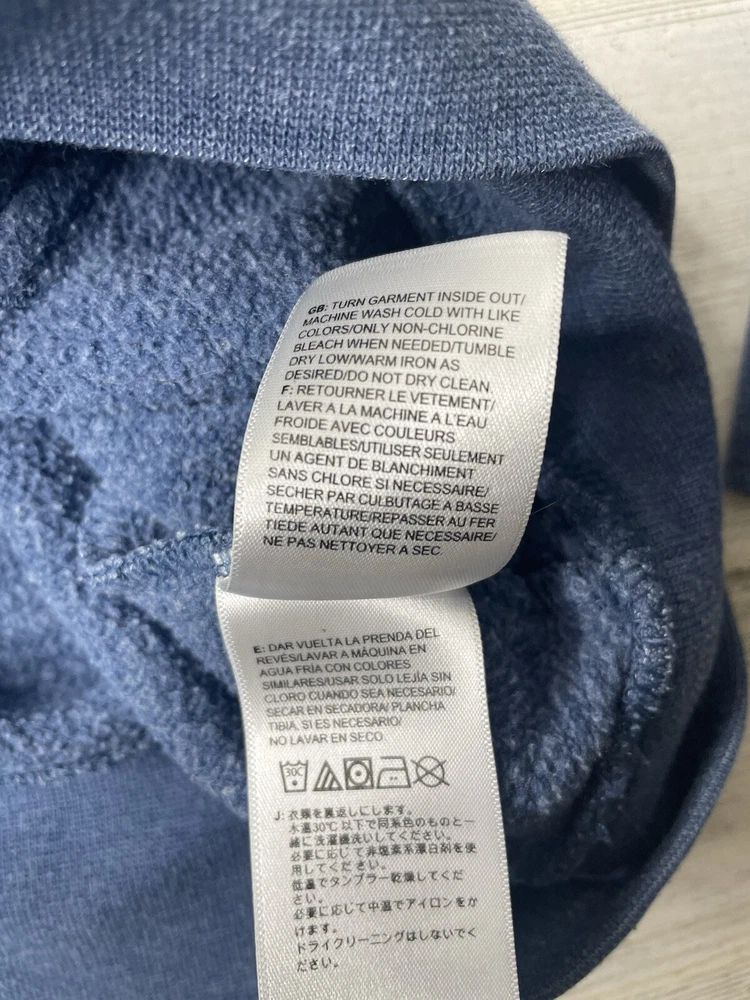 GB: TURN GARMENT INSIDE OUT/
MACHINE WASH COLD WITH LIKE
COLORS/ONLY NON-CHLORINE
BLEACH WHEN NEEDED/TUMBLE
DRY LOW/WARM IRON AS
DESIRED/DO NOT DRY CLEAN.
F: RETOURNER LE VETEMENT/
LAVER A LA MACHINE A L'EAU
FROIDE AVEC COULEURS
SEMBLABLES/UTILISER SEULEMENT
UN AGENT DE BLANCHIMENT
SANS CHLORE SI NECESSAIRE/
SECHER PAR CULBUTAGE A BASSE
TEMPERATURE/REPASSER AU FER
TIEDE AUTANT QUE NECESSAIRE/
NE PAS NETTOYER A SEC.
E: DAR VUELTA LA PRENDA DEL
REVÉS/LAVAR A MÁQUINA EN
AGUA FRÍA CON COLORES
SIMILARES/USAR SOLO LEJÍA SIN
CLORO CUANDO SEA NECESARIO/
SECAR EN SECADORA/ PLANCHA
TIBIA, SI ES NECESARIO/
NO LAVAR EN SECO.
30C
J: 衣類を裏返しにします。
水温30℃ 以下で同系色のものと一
緒に洗濯機洗いしてください。
必要に応じて非塩素系漂白剤を使
用してください。
低温でタンブラー乾燥してくだ
さい。
必要に応じて中温でアイロンをか
けます。
ドライクリーニングはしないでく
ださい。